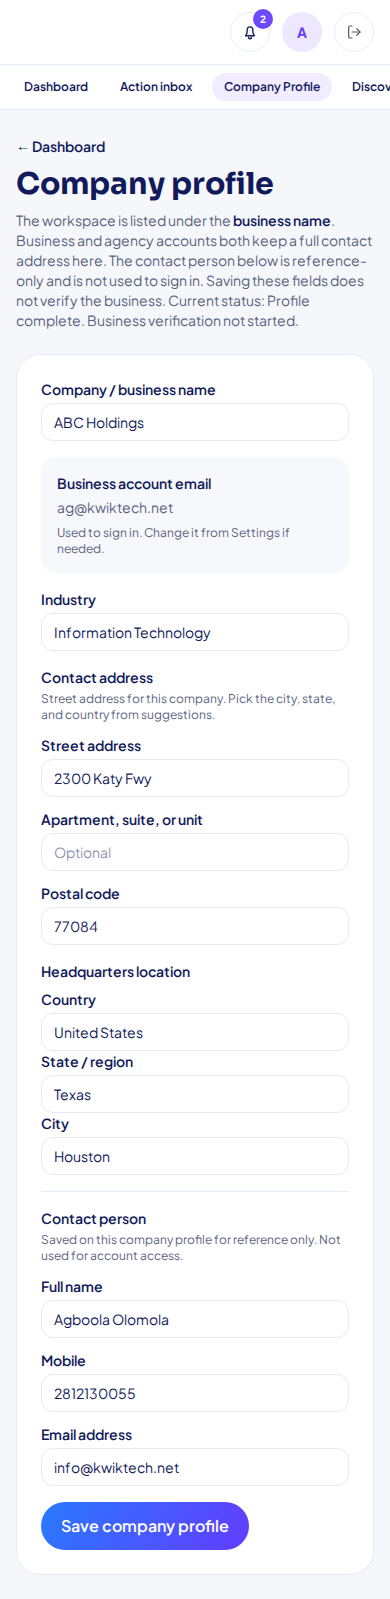 2
A
Dashboard Action inbox Company Profile Discov
← Dashboard
Company profile
The workspace is listed under the business name.
Business and agency accounts both keep a full contact
address here. The contact person below is reference-
only and is not used to sign in. Saving these fields does
not verify the business. Current status: Profile
complete. Business verification not started.
Company / business name
ABC Holdings
Business account email
ag@kwiktech.net
Used to sign in. Change it from Settings if
needed.
Industry
Information Technology
Contact address
Street address for this company. Pick the city, state,
and country from suggestions.
Street address
2300 Katy Fwy
Apartment, suite, or unit
Optional
Postal code
77084
Headquarters location
Country
United States
State / region
Texas
City
Houston
Contact person
Saved on this company profile for reference only. Not
used for account access.
Full name
Agboola Olomola
Mobile
2812130055
Email address
info@kwiktech.net
Save company profile